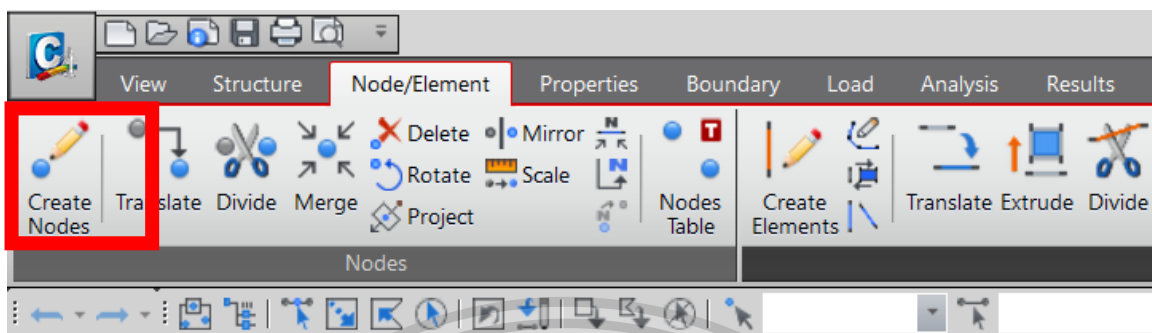 View Structure Node/Element Properties Boundary Load Analysis Results
Delete Mirror N
Rotate Scale N
Create Nodes Translate Divide Merge Project N Nodes Table T Create Elements Translate Extrude Divide
Nodes